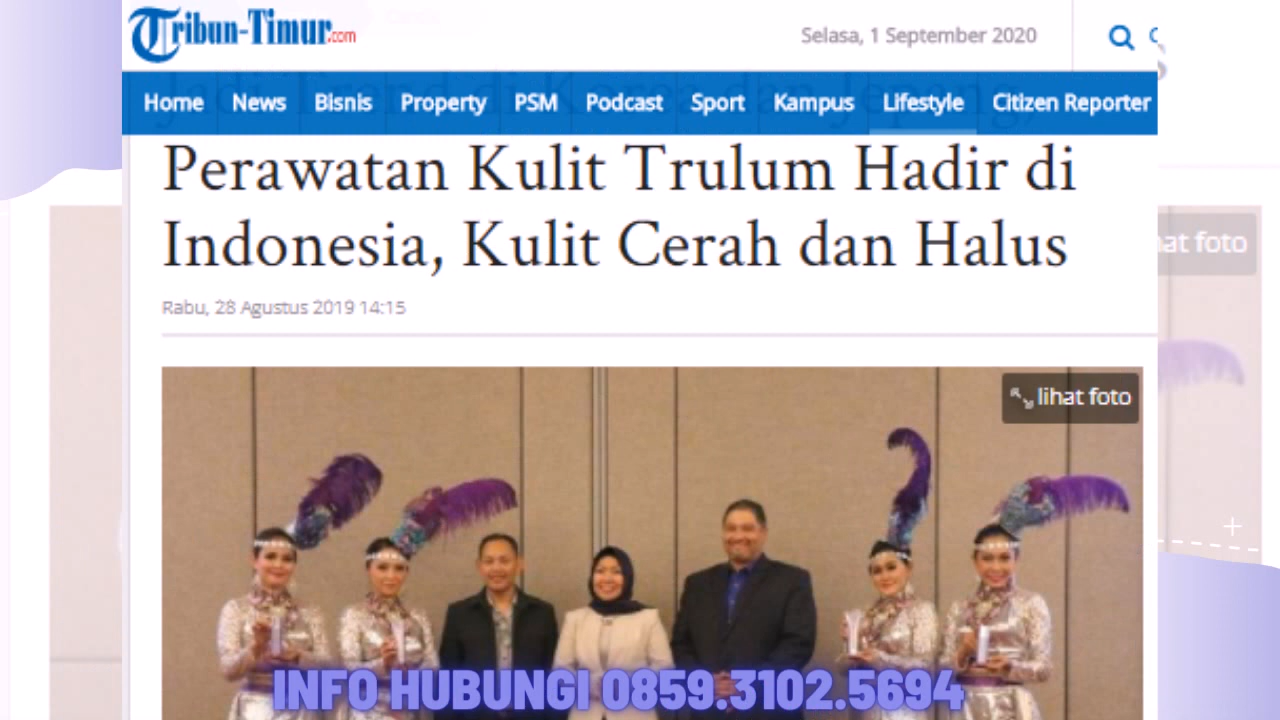 Tribun-Timur.com
Selasa, 1 September 2020
Home News Bisnis Property PSM Podcast Sport Kampus Lifestyle Citizen Reporter
Perawatan Kulit Trulum Hadir di
Indonesia, Kulit Cerah dan Halus
Rabu, 28 Agustus 2019 14:15
lihat foto
hat foto
INFO HUBUNGI 0859.3102.5694